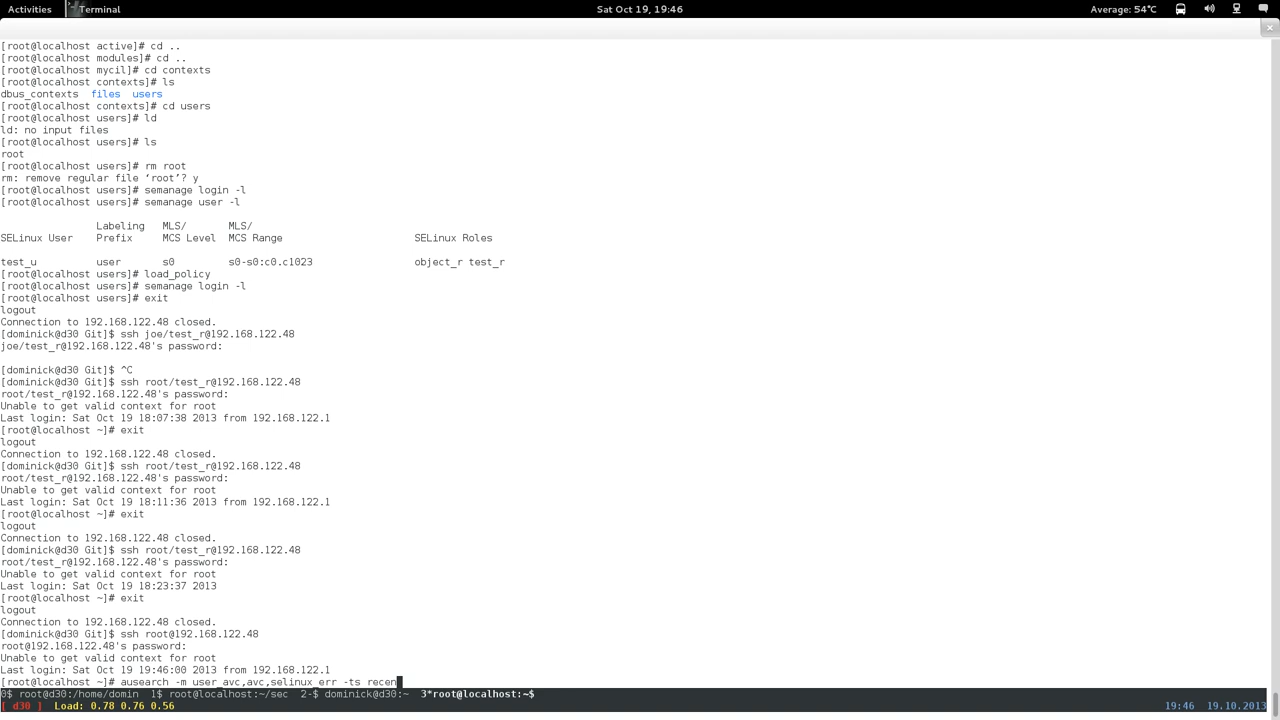 Activities Terminal Sat Oct 19, 19:46 Average: 54°C
[root@localhost active]# cd ..
[root@localhost modules]# cd ..
[root@localhost mycil]# cd contexts
[root@localhost contexts]# ls
dbus_contexts  files  users
[root@localhost contexts]# cd users
[root@localhost users]# ld
ld: no input files
[root@localhost users]# ls
root
[root@localhost users]# rm root
rm: remove regular file ‘root’? y
[root@localhost users]# semanage login -l
[root@localhost users]# semanage user -l
Labeling   MLS/       MLS/
SELinux User    Prefix     MCS Level  MCS Range                      SELinux Roles
test_u          user       s0         s0-s0:c0.c1023                 object_r test_r
[root@localhost users]# load_policy
[root@localhost users]# semanage login -l
[root@localhost users]# exit
logout
Connection to 192.168.122.48 closed.
[dominick@d30 Git]$ ssh joe/test_r@192.168.122.48
joe/test_r@192.168.122.48's password:
[dominick@d30 Git]$ ^C
[dominick@d30 Git]$ ssh root/test_r@192.168.122.48
root/test_r@192.168.122.48's password:
Unable to get valid context for root
Last login: Sat Oct 19 18:07:38 2013 from 192.168.122.1
[root@localhost ~]# exit
logout
Connection to 192.168.122.48 closed.
[dominick@d30 Git]$ ssh root/test_r@192.168.122.48
root/test_r@192.168.122.48's password:
Unable to get valid context for root
Last login: Sat Oct 19 18:11:36 2013 from 192.168.122.1
[root@localhost ~]# exit
logout
Connection to 192.168.122.48 closed.
[dominick@d30 Git]$ ssh root/test_r@192.168.122.48
root/test_r@192.168.122.48's password:
Unable to get valid context for root
Last login: Sat Oct 19 18:23:37 2013
[root@localhost ~]# exit
logout
Connection to 192.168.122.48 closed.
[dominick@d30 Git]$ ssh root@192.168.122.48
root@192.168.122.48's password:
Unable to get valid context for root
Last login: Sat Oct 19 19:46:00 2013 from 192.168.122.1
[root@localhost ~]# ausearch -m user_avc,avc,selinux_err -ts recen
0$ root@d30:/home/domin  1$ root@localhost:~/sec  2-$ dominick@d30:~  3*root@localhost:~$
[ d30 ] Load: 0.78 0.76 0.56 19:46 19.10.2013